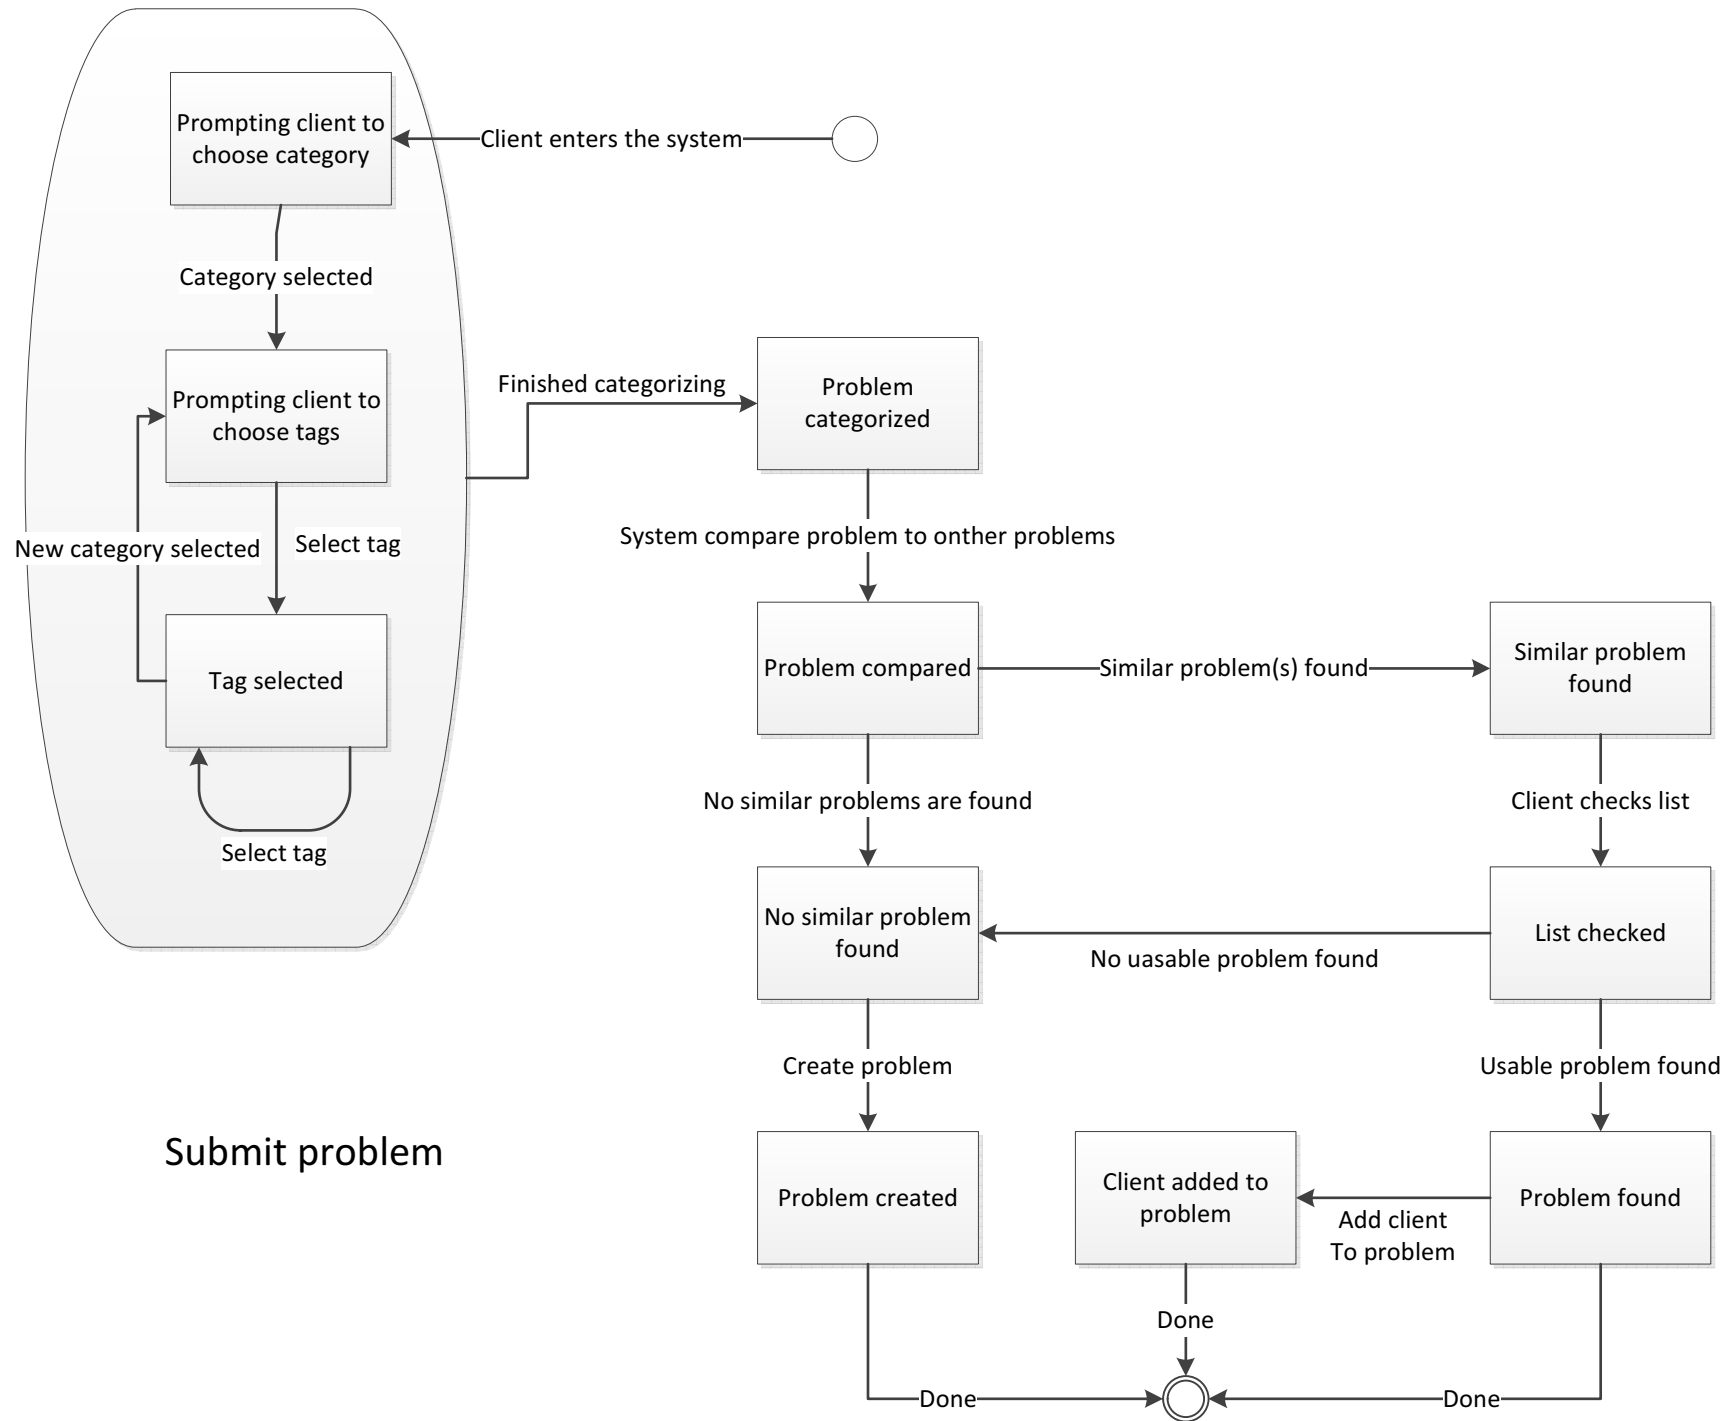 Prompting client to
choose category
Client enters the system
Category selected
Prompting client to
choose tags
Finished categorizing
Problem
categorized
New category selected
Select tag
System compare problem to onther problems
Tag selected
Problem compared
Similar problem(s) found
Similar problem
found
No similar problems are found
Client checks list
Select tag
No similar problem
found
No uasable problem found
List checked
Create problem
Usable problem found
Submit problem
Problem created
Client added to
problem
Add client
To problem
Problem found
Done
Done
Done